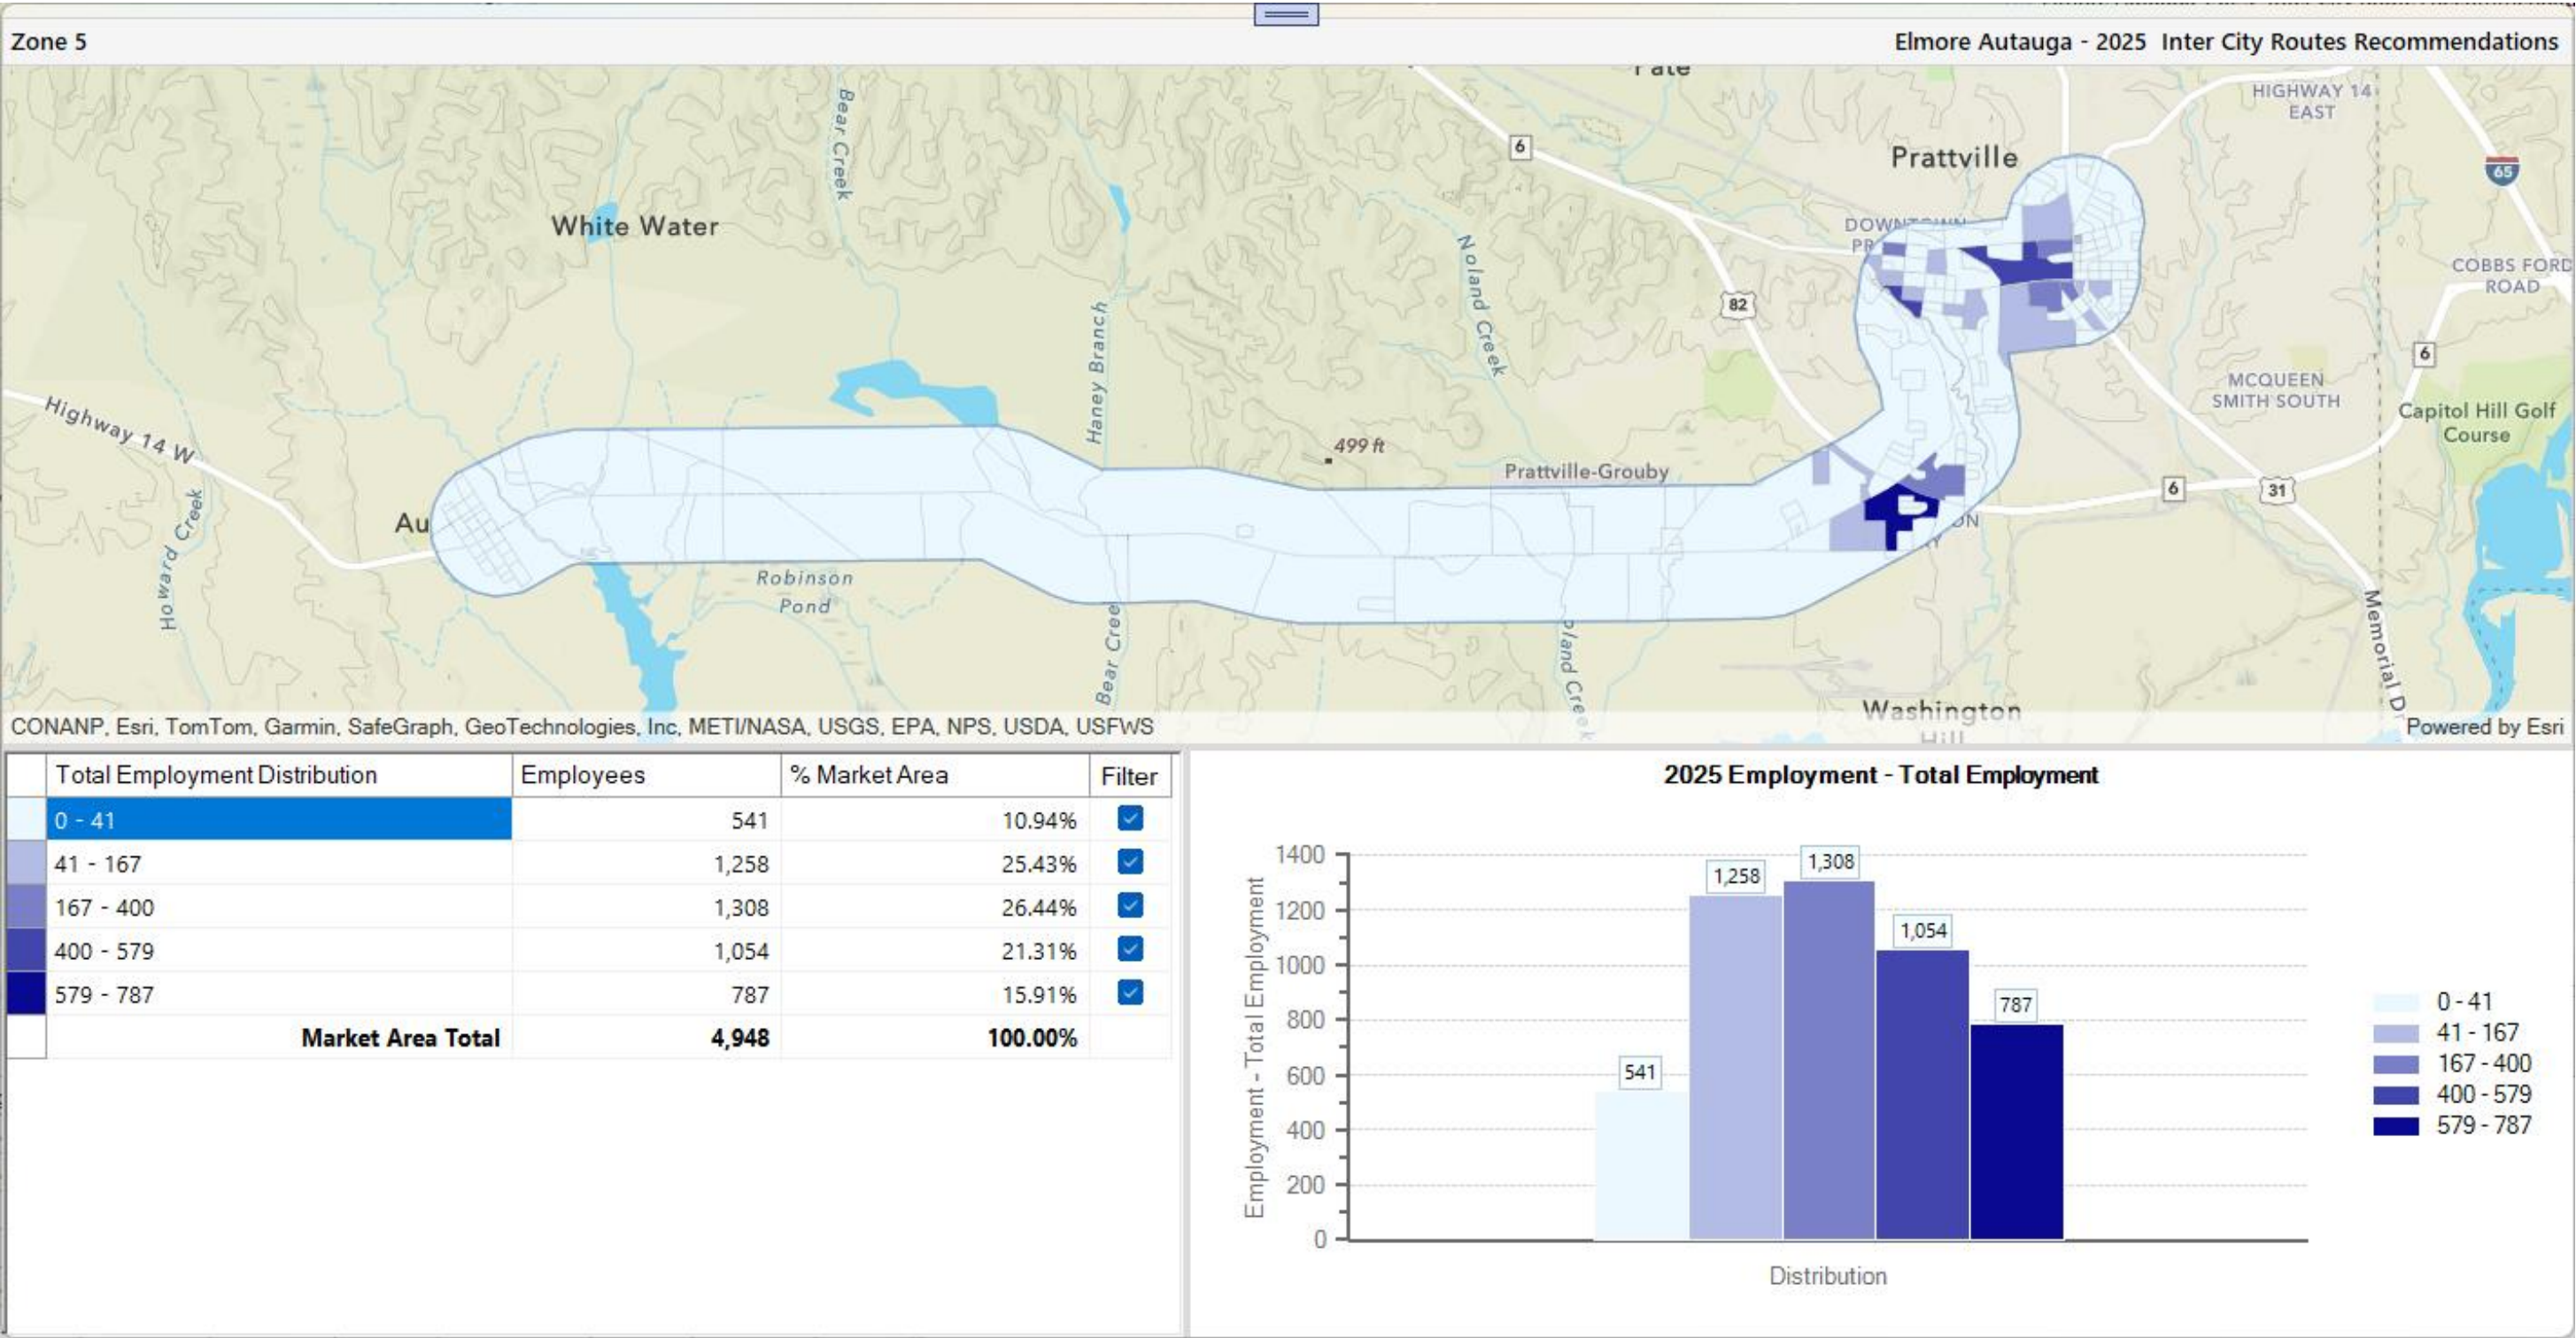 Zone 5
Elmore Autauga - 2025 Inter City Routes Recommendations
HIGHWAY 14
EAST
6
Bear Creek
Prattville
65
White Water
DOWNTOWN
Noland Creek
COBBS FORD
ROAD
82
Haney Branch
6
MCQUEEN
SMITH SOUTH
Capitol Hill Golf
Course
Highway 14 W
499 ft
Prattville-Grouby
6
31
Au
Howard Creek
Robinson
Pond
Memorial Dr
Washington
Hill
CONANP, Esri, TomTom, Garmin, SafeGraph, GeoTechnologies, Inc, METI/NASA, USGS, EPA, NPS, USDA, USFWS
Powered by Esri
Total Employment Distribution Employees % Market Area Filter
0 - 41 541 10.94%
41 - 167 1,258 25.43%
167 - 400 1,308 26.44%
400 - 579 1,054 21.31%
579 - 787 787 15.91%
Market Area Total 4,948 100.00%
2025 Employment - Total Employment
Employment - Total Employment
1400
1200
1000
800
600
400
200
0
541
1,258
1,308
1,054
787
Distribution
0 - 41
41 - 167
167 - 400
400 - 579
579 - 787